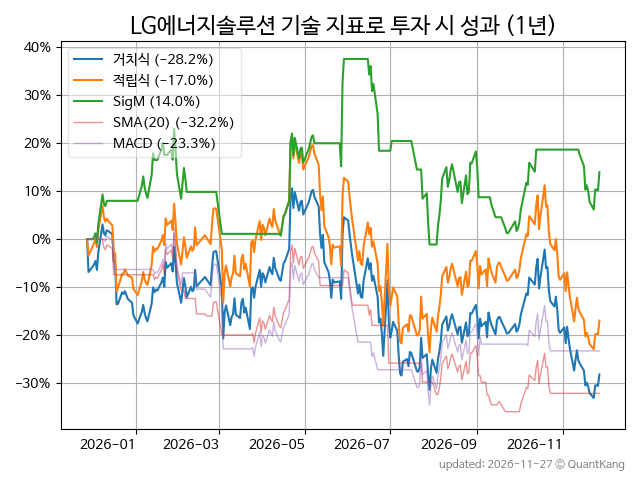 LG에너지솔루션 기술 지표로 투자 시 성과 (1년)
40%
30%
20%
10%
0%
−10%
−20%
−30%
거치식 (−28.2%)
적립식 (−17.0%)
SigM (14.0%)
SMA(20) (−32.2%)
MACD (−23.3%)
2026-01
2026-03
2026-05
2026-07
2026-09
2026-11
updated: 2026-11-27 © QuantKang